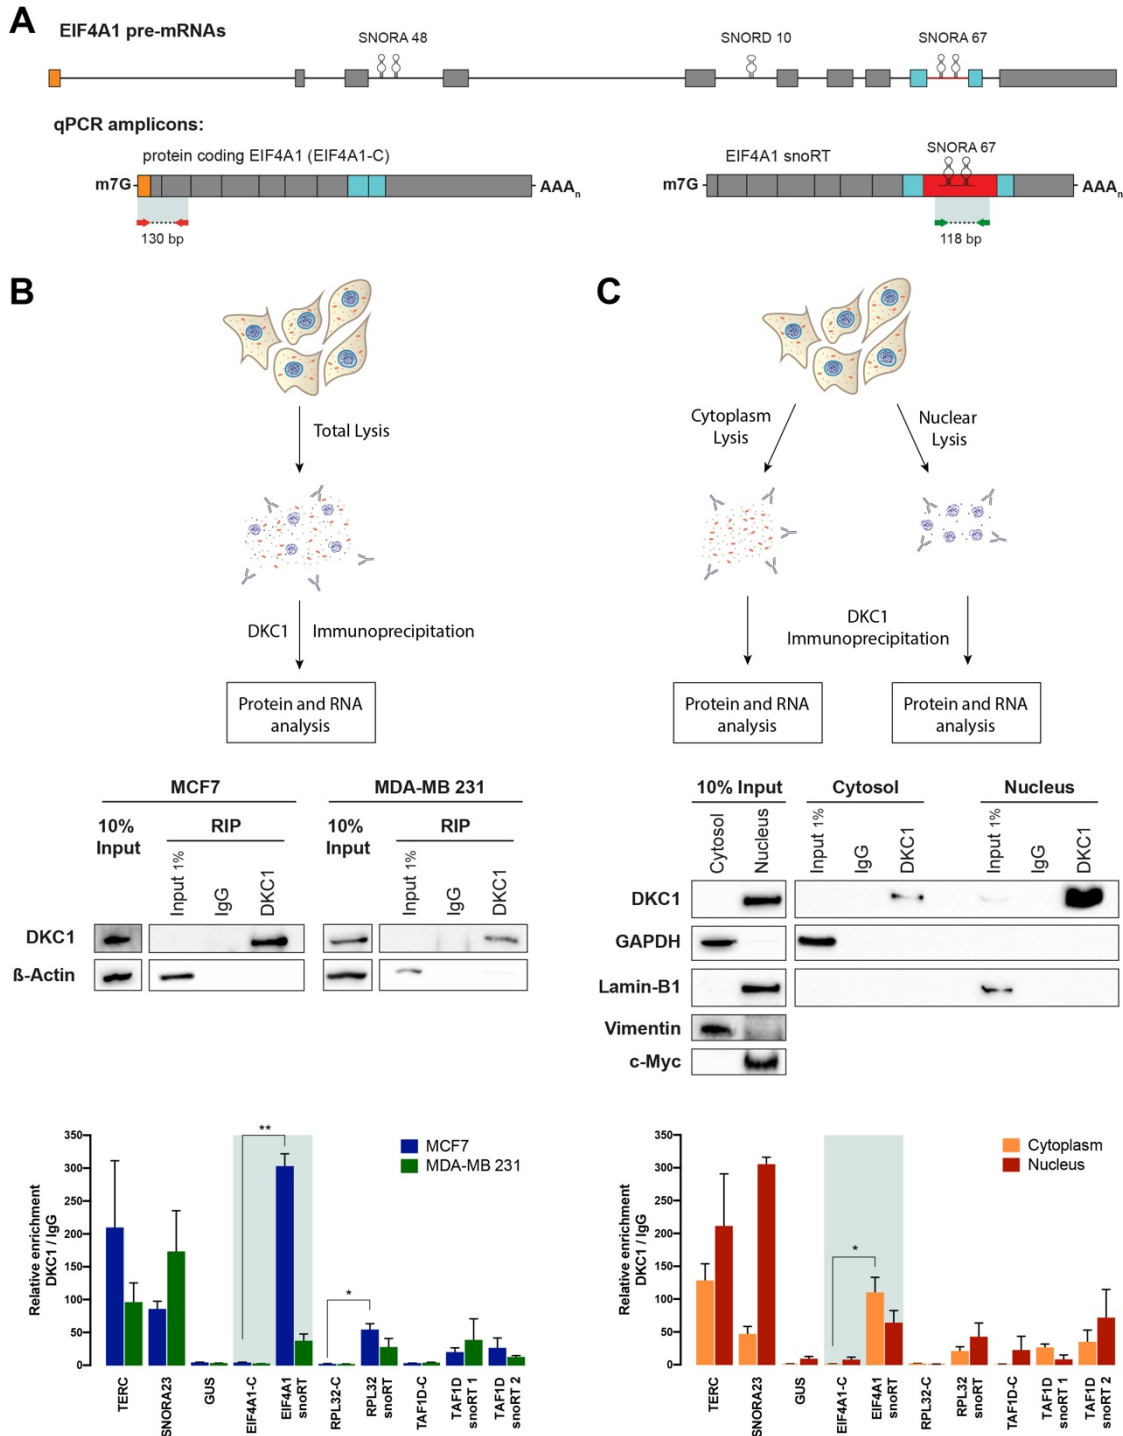 A
EIF4A1 pre-mRNAs
SNORA 48
SNORD 10
SNORA 67
qPCR amplicons:
protein coding EIF4A1 (EIF4A1-C)
m7G
AAAn
130 bp
EIF4A1 snoRT
SNORA 67
m7G
AAAn
118 bp
B
Total Lysis
DKC1 Immunoprecipitation
Protein and RNA
analysis
MCF7
MDA-MB 231
10%
Input
RIP
10%
Input
RIP
Input 1%
IgG
DKC1
Input 1%
IgG
DKC1
DKC1
ß-Actin
Relative enrichment
DKC1 / IgG
350
300
250
200
150
100
50
0
**
*
MCF7
MDA-MB 231
TERC
SNORA23
GUS
EIF4A1-C
EIF4A1
snoRT
RPL32-C
RPL32
snoRT
TAF1D-C
TAF1D
snoRT 1
TAF1D
snoRT 2
C
Cytoplasm
Lysis
Nuclear
Lysis
DKC1
Immunoprecipitation
Protein and RNA
analysis
Protein and RNA
analysis
10% Input
Cytosol
Nucleus
Cytosol
Nucleus
Input 1%
IgG
DKC1
Input 1%
IgG
DKC1
DKC1
GAPDH
Lamin-B1
Vimentin
c-Myc
Relative enrichment
DKC1 / IgG
350
300
250
200
150
100
50
0
*
Cytoplasm
Nucleus
TERC
SNORA23
GUS
EIF4A1-C
EIF4A1
snoRT
RPL32-C
RPL32
snoRT
TAF1D-C
TAF1D
snoRT 1
TAF1D
snoRT 2